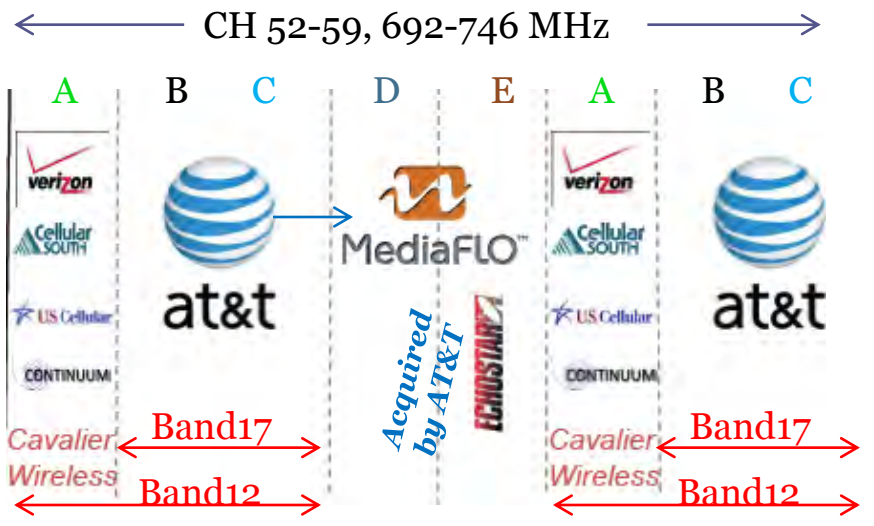 CH 52-59, 692-746 MHz
A B C D E A B C
verizon
Cellular
SOUTH
US Cellular
CONTINUUM
Cavalier
Wireless
at&t
Band17
Band12
MediaFLO™
Acquired
by AT&T
ECHOSTAR
verizon
Cellular
SOUTH
US Cellular
CONTINUUM
Cavalier
Wireless
at&t
Band17
Band12